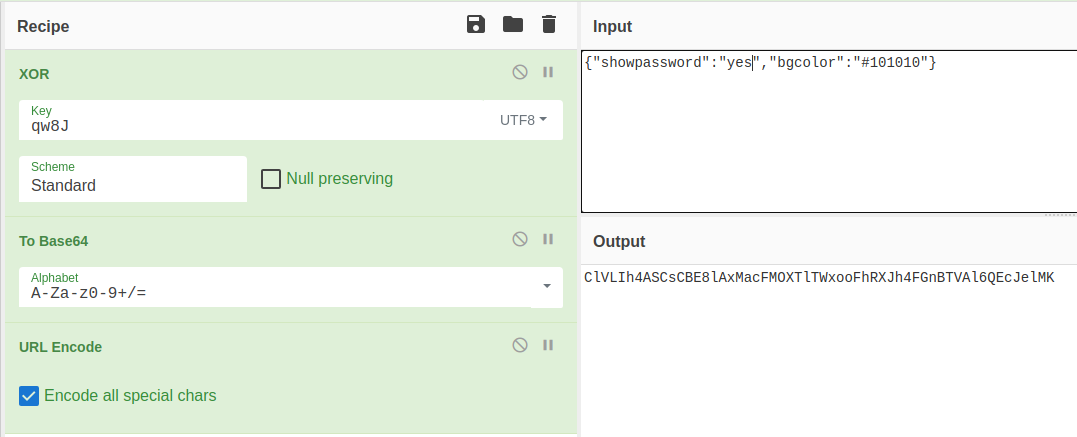 Recipe
XOR
Key
qw8J
UTF8
Scheme
Standard
Null preserving
To Base64
Alphabet
A-Za-z0-9+/=
URL Encode
Encode all special chars
Input
{"showpassword":"yes","bgcolor":"#101010"}
Output
ClVLIh4ASCsCBE8lAxMacFMOXTlTWxooFhRXJh4FGnBTVAl6QEcJelMK